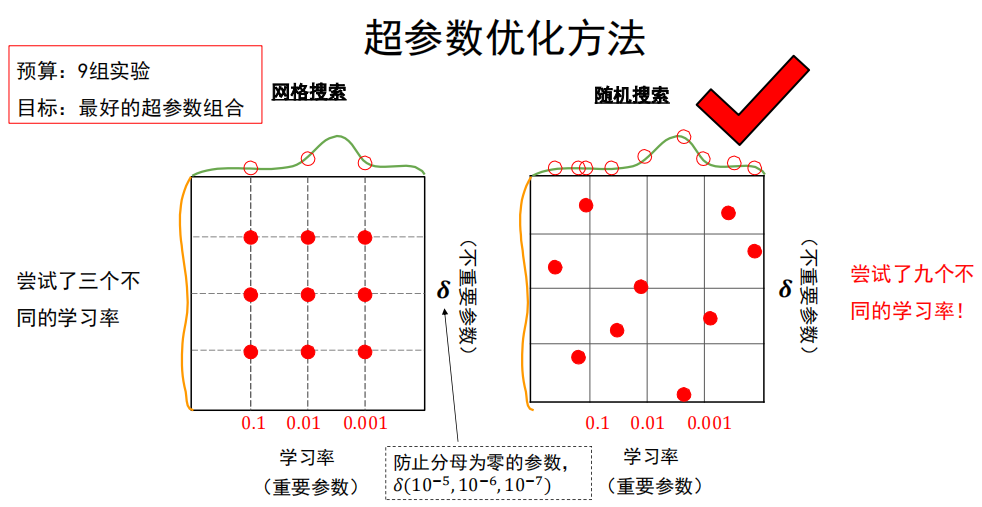 超参数优化方法
预算：9组实验
目标：最好的超参数组合
网格搜索
随机搜索
尝试了三个不
同的学习率
δ
（不重要参数）
0.1 0.01 0.001
学习率
（重要参数）
防止分母为零的参数，
δ(10⁻⁵, 10⁻⁶, 10⁻⁷)
δ
（不重要参数）
0.1 0.01 0.001
学习率
（重要参数）
尝试了九个不
同的学习率！